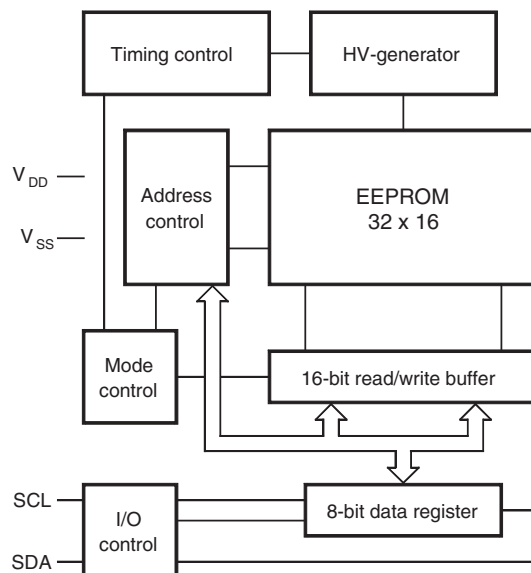 Timing control
HV-generator
V DD
V SS
Address
control
EEPROM
32 x 16
Mode
control
16-bit read/write buffer
SCL
SDA
I/O
control
8-bit data register